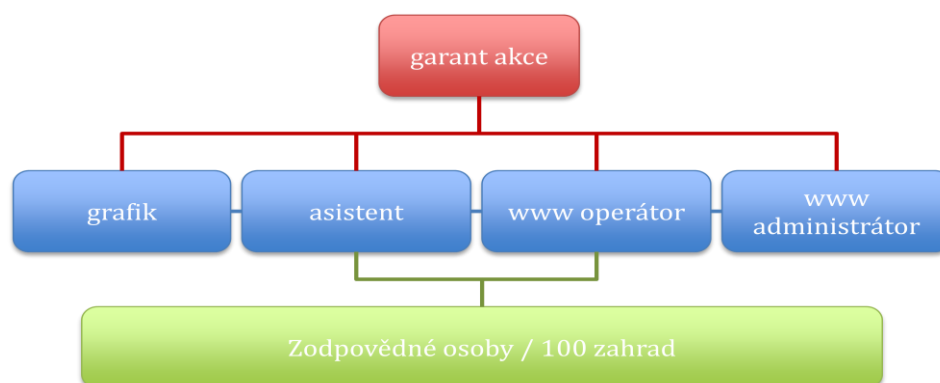 garant akce
grafik
asistent
www operátor
www
administrátor
Zodpovědné osoby / 100 zahrad